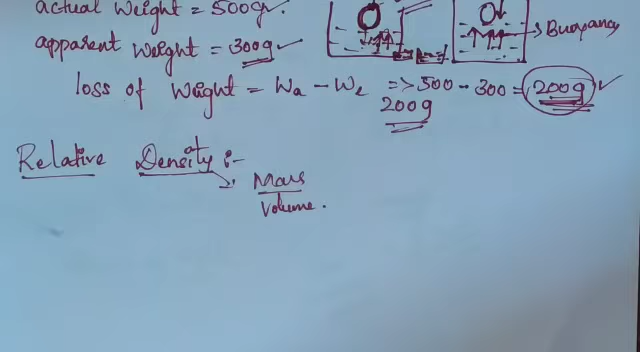 actual weight = 500gr.
apparent weight = 300g ✓
→ Buoyancy
loss of weight = Wa - We => 500 - 300 = 200g ✓
200g
Relative Density :-
Mass
Volume.